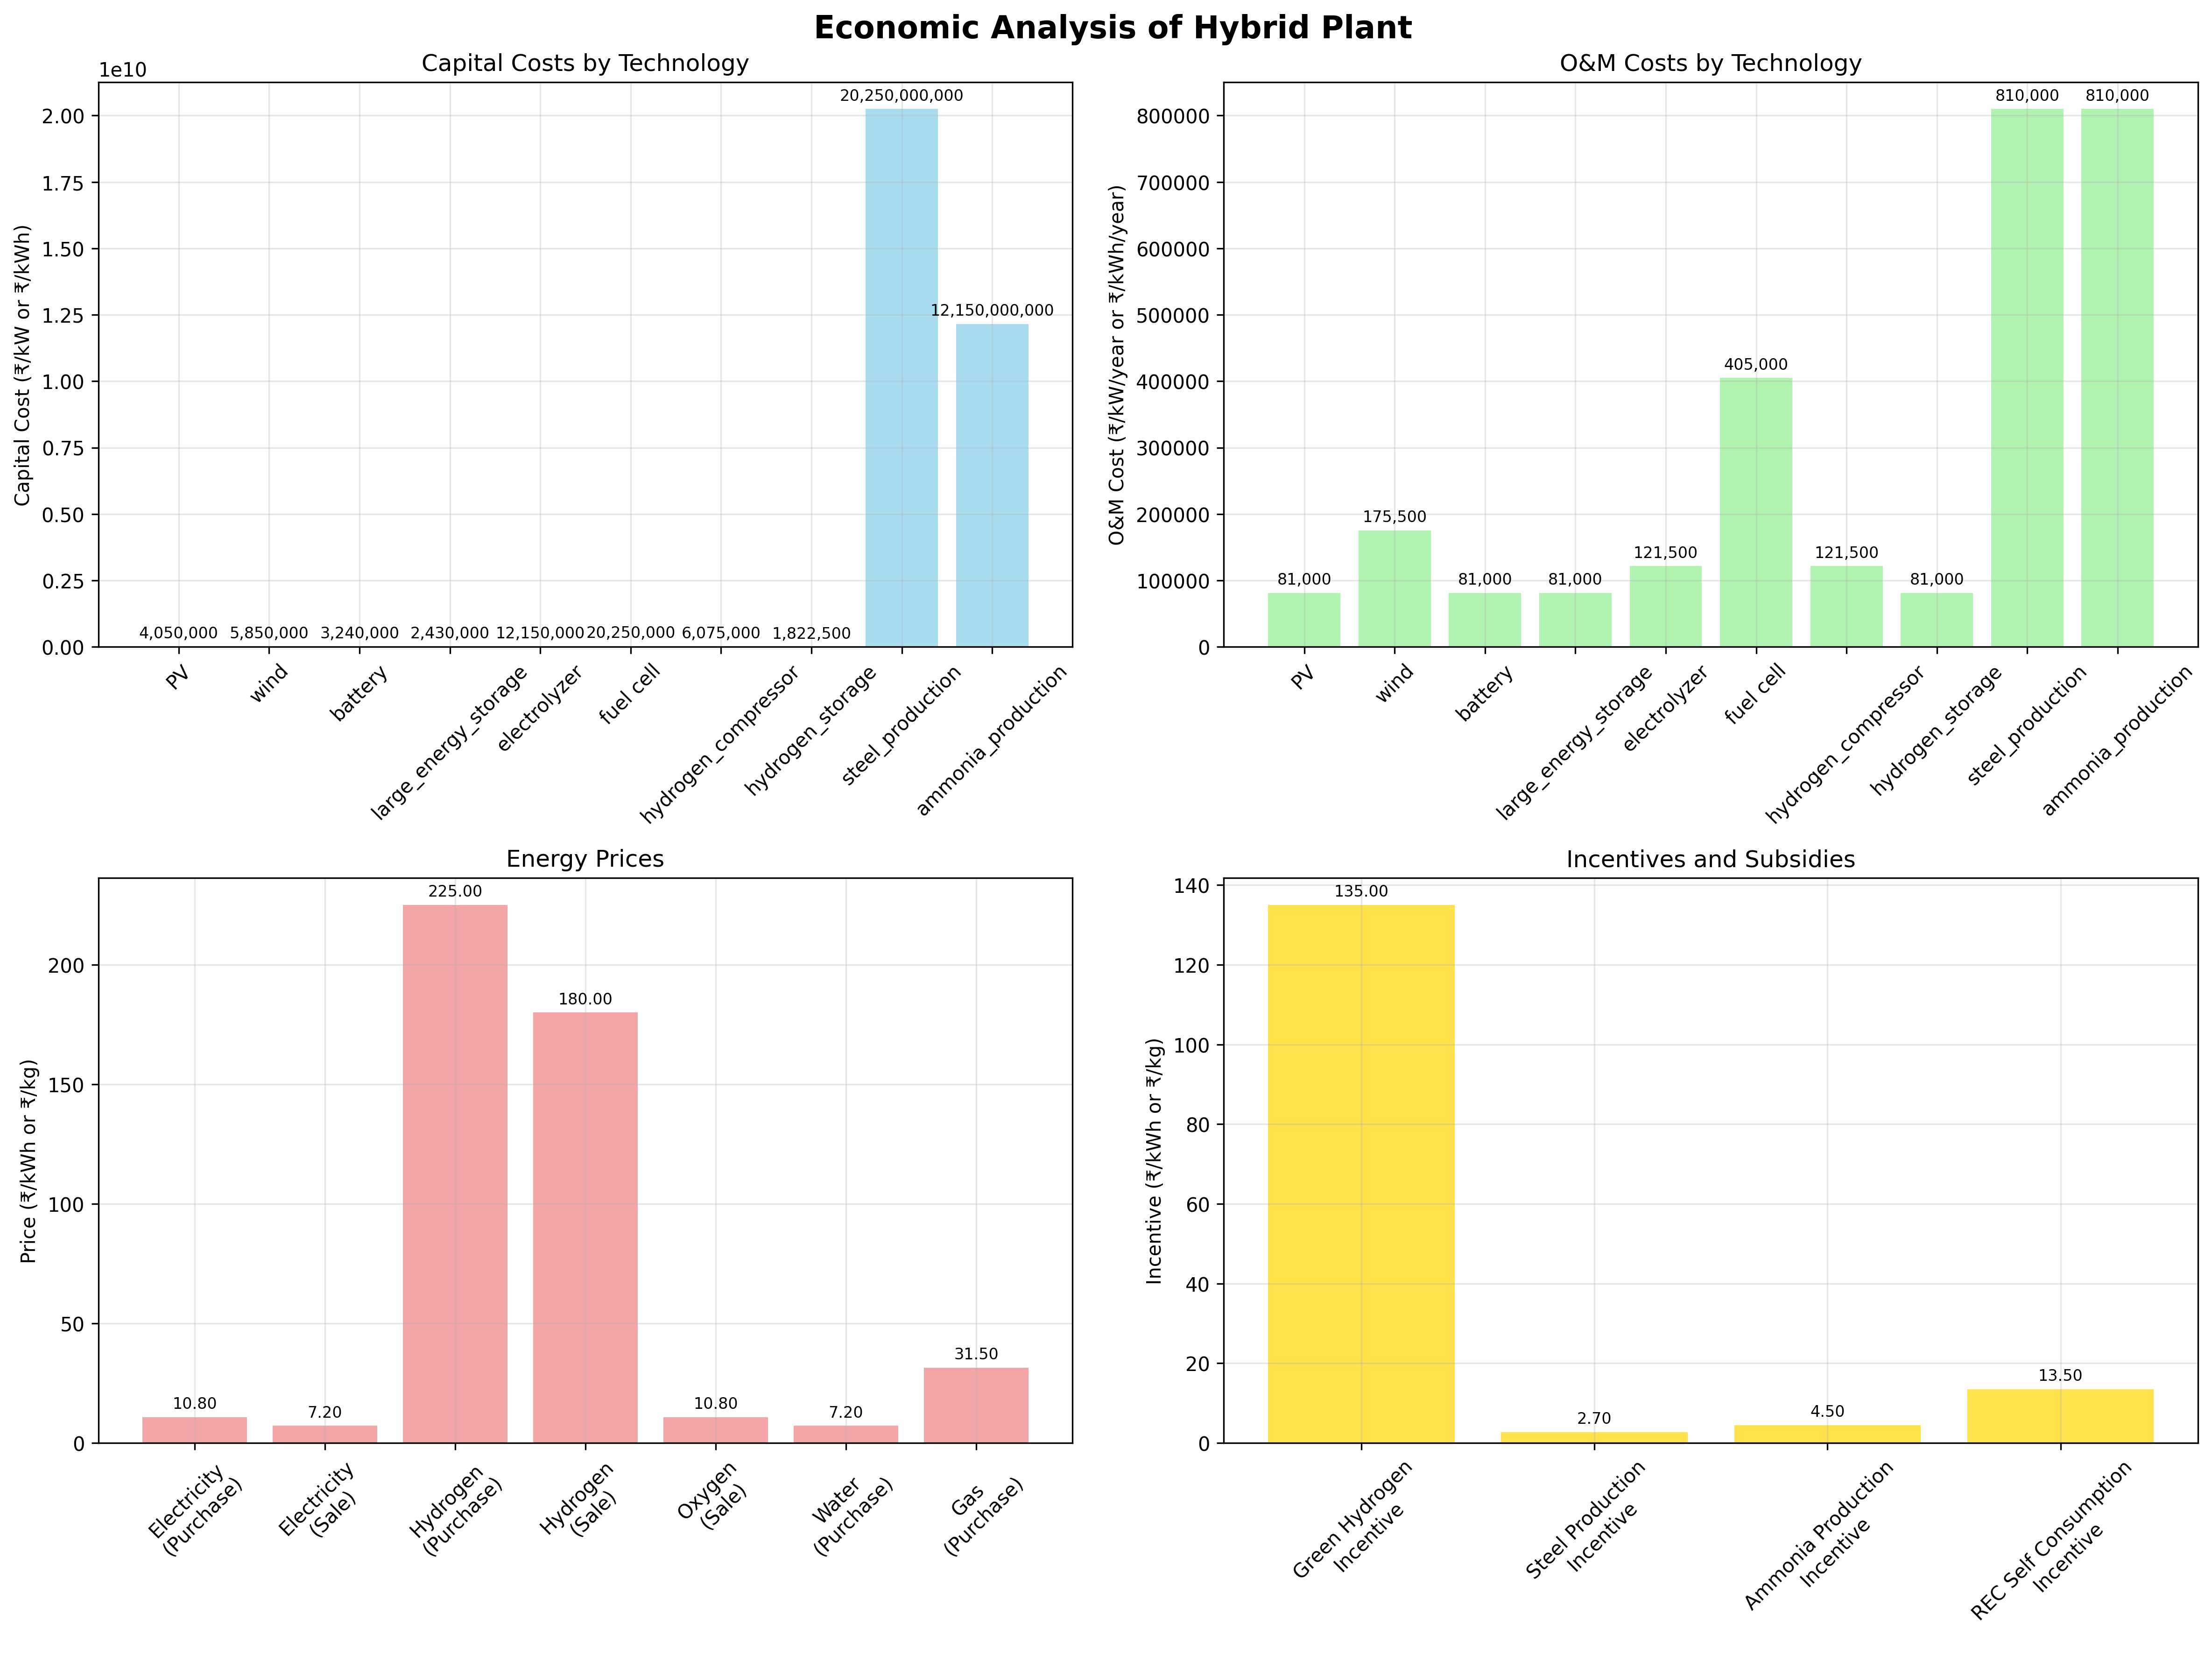 Economic Analysis of Hybrid Plant
Capital Costs by Technology
1e10
Capital Cost (₹/kW or ₹/kWh)
2.00
1.75
1.50
1.25
1.00
0.75
0.50
0.25
0.00
4,050,000
5,850,000
3,240,000
2,430,000
12,150,000
20,250,000
6,075,000
1,822,500
20,250,000,000
12,150,000,000
PV
wind
battery
large_energy_storage
electrolyzer
fuel cell
hydrogen_compressor
hydrogen_storage
steel_production
ammonia_production
O&M Costs by Technology
O&M Cost (₹/kW/year or ₹/kWh/year)
800000
700000
600000
500000
400000
300000
200000
100000
0
81,000
175,500
81,000
81,000
121,500
405,000
121,500
81,000
810,000
810,000
PV
wind
battery
large_energy_storage
electrolyzer
fuel cell
hydrogen_compressor
hydrogen_storage
steel_production
ammonia_production
Energy Prices
Price (₹/kWh or ₹/kg)
200
150
100
50
0
10.80
7.20
225.00
180.00
10.80
7.20
31.50
Electricity
(Purchase)
Electricity
(Sale)
Hydrogen
(Purchase)
Hydrogen
(Sale)
Oxygen
(Sale)
Water
(Purchase)
Gas
(Purchase)
Incentives and Subsidies
Incentive (₹/kWh or ₹/kg)
140
120
100
80
60
40
20
0
135.00
2.70
4.50
13.50
Green Hydrogen
Incentive
Steel Production
Incentive
Ammonia Production
Incentive
REC Self Consumption
Incentive